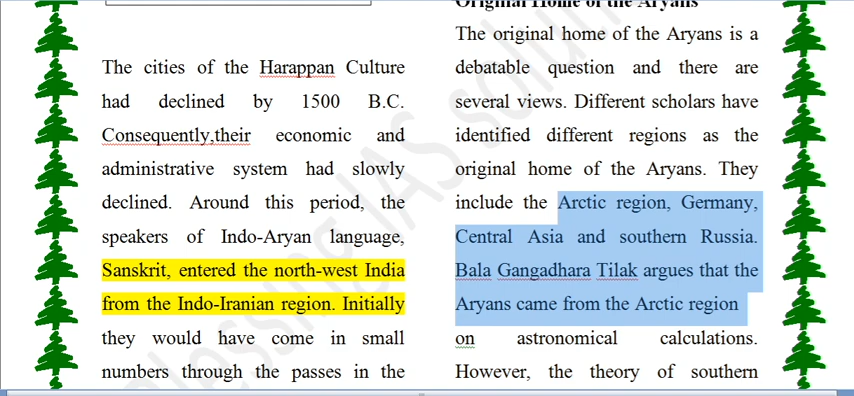 The cities of the Harappan Culture
had declined by 1500 B.C.
Consequently,their economic and
administrative system had slowly
declined. Around this period, the
speakers of Indo-Aryan language,
Sanskrit, entered the north-west India
from the Indo-Iranian region. Initially
they would have come in small
numbers through the passes in the
Original Home of the Aryans
The original home of the Aryans is a
debatable question and there are
several views. Different scholars have
identified different regions as the
original home of the Aryans. They
include the Arctic region, Germany,
Central Asia and southern Russia.
Bala Gangadhara Tilak argues that the
Aryans came from the Arctic region
on astronomical calculations.
However, the theory of southern